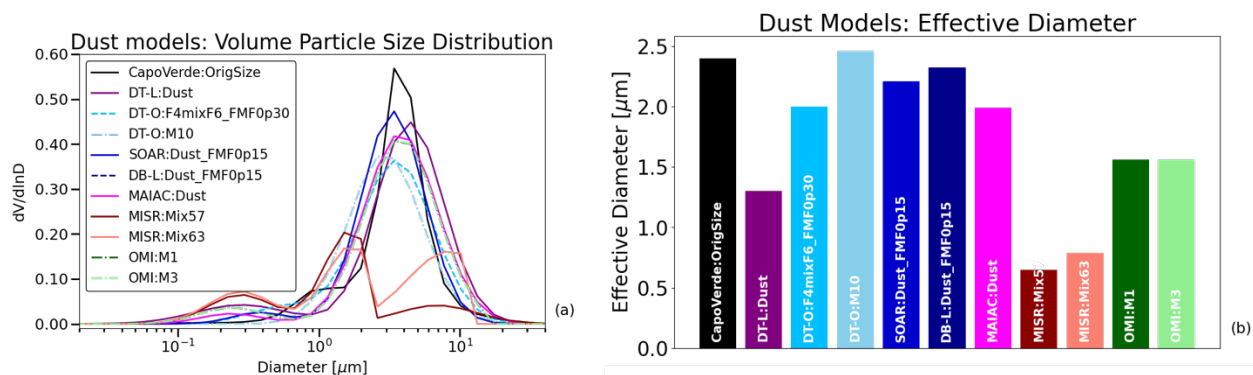 Dust models: Volume Particle Size Distribution
0.60
0.50
0.40
0.30
0.20
0.10
0.00
dV/dlnD
CapoVerde:OrigSize
DT-L:Dust
DT-O:F4mixF6_FMF0p30
DT-O:M10
SOAR:Dust_FMF0p15
DB-L:Dust_FMF0p15
MAIAC:Dust
MISR:Mix57
MISR:Mix63
OMI:M1
OMI:M3
(a)
10⁻¹
10⁰
10¹
Diameter [μm]
Dust Models: Effective Diameter
2.5
2.0
1.5
1.0
0.5
0.0
Effective Diameter [μm]
CapoVerde:OrigSize
DT-L:Dust
DT-O:F4mixF6_FMF0p30
DT-O:M10
SOAR:Dust_FMF0p15
DB-L:Dust_FMF0p15
MAIAC:Dust
MISR:Mix57
MISR:Mix63
OMI:M1
OMI:M3
(b)